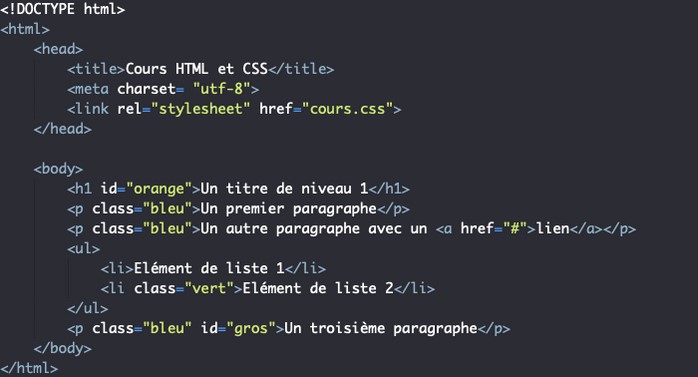 <!DOCTYPE html>
<html>
    <head>
        <title>Cours HTML et CSS</title>
        <meta charset= "utf-8">
        <link rel="stylesheet" href="cours.css">
    </head>

    <body>
        <h1 id="orange">Un titre de niveau 1</h1>
        <p class="bleu">Un premier paragraphe</p>
        <p class="bleu">Un autre paragraphe avec un <a href="#">lien</a></p>
        <ul>
            <li>Elément de liste 1</li>
            <li class="vert">Elément de liste 2</li>
        </ul>
        <p class="bleu" id="gros">Un troisième paragraphe</p>
    </body>
</html>